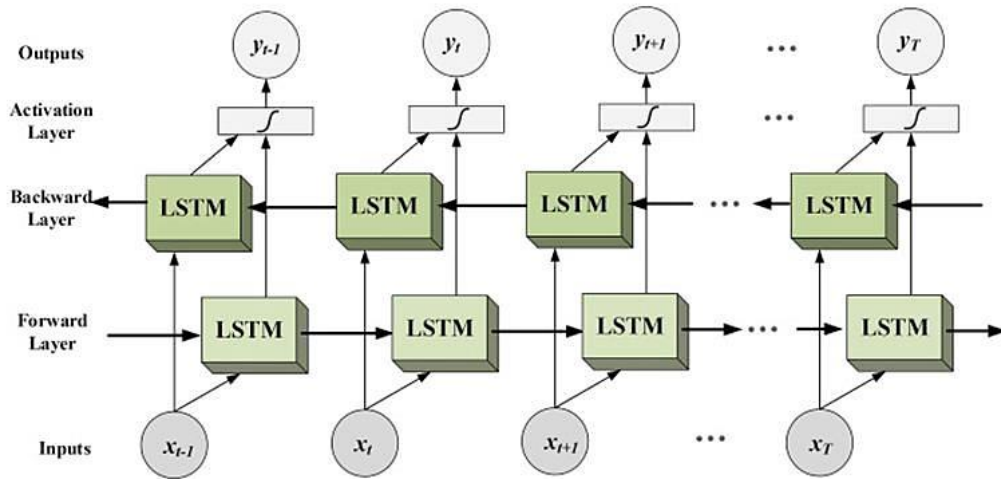 Outputs y_{t-1} y_t y_{t+1} ... y_T
Activation
Layer ∫ ∫ ∫ ... ∫
Backward
Layer LSTM LSTM LSTM ... LSTM
Forward
Layer LSTM LSTM LSTM ... LSTM
Inputs x_{t-1} x_t x_{t+1} ... x_T